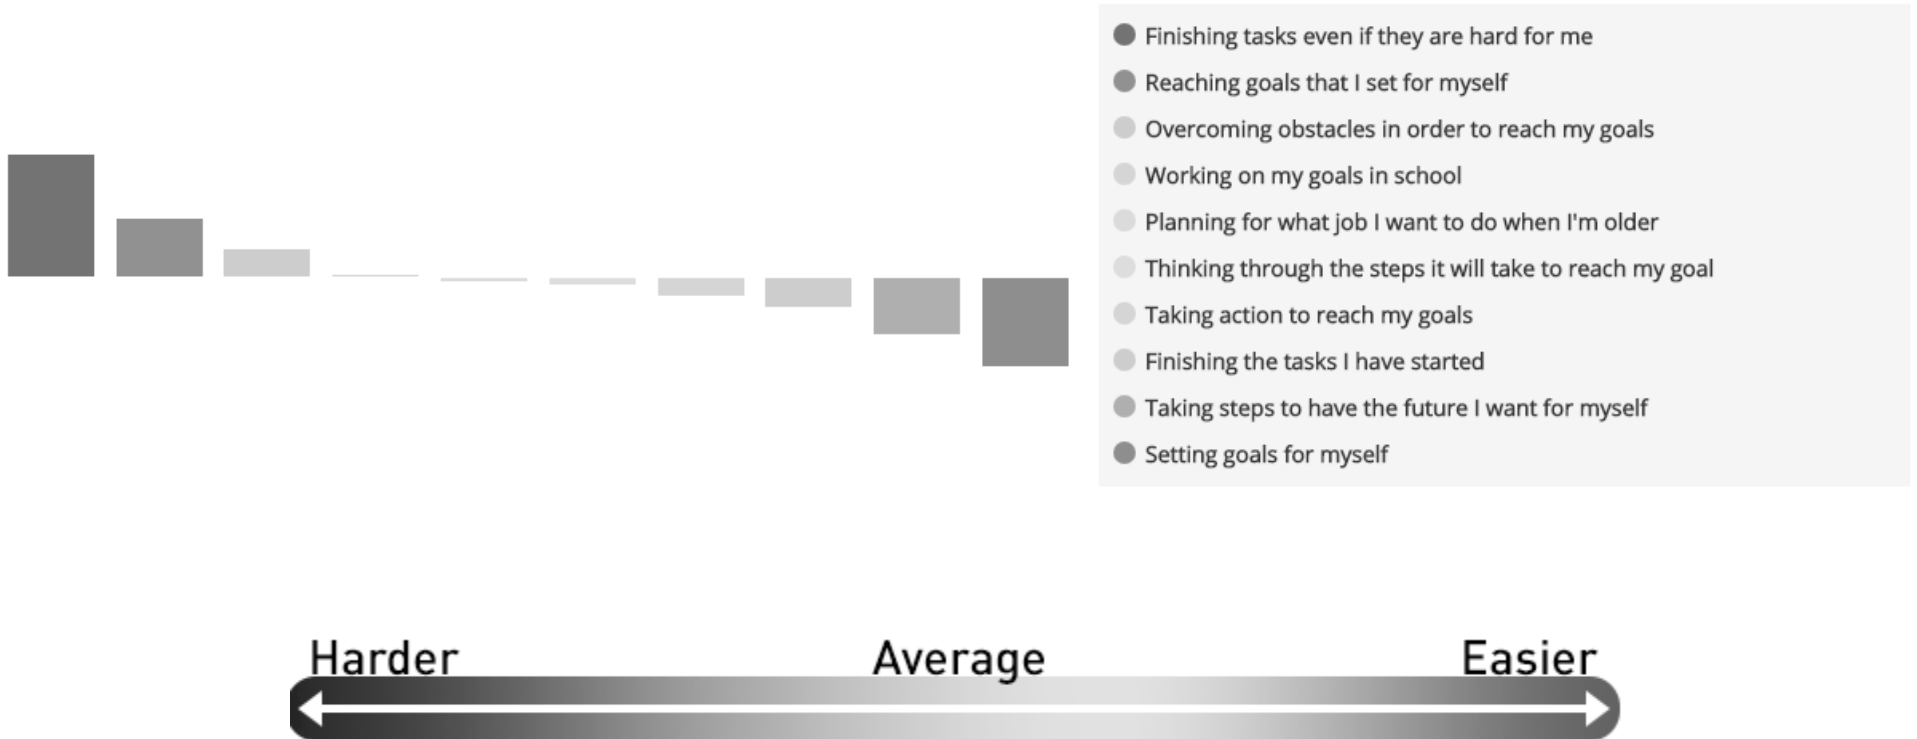 Finishing tasks even if they are hard for me
Reaching goals that I set for myself
Overcoming obstacles in order to reach my goals
Working on my goals in school
Planning for what job I want to do when I'm older
Thinking through the steps it will take to reach my goal
Taking action to reach my goals
Finishing the tasks I have started
Taking steps to have the future I want for myself
Setting goals for myself
Harder Average Easier